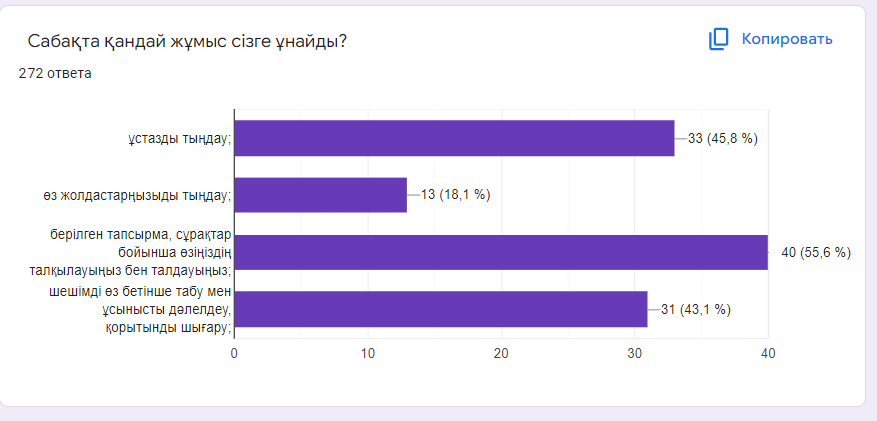 Сабақта қандай жұмыс сізге ұнайды?
Копировать
272 ответа
ұстазды тыңдау;
33 (45,8 %)
өз жолдастарңызыды тыңдау;
13 (18,1 %)
берілген тапсырма, сұрақтар
бойынша өзіңіздің
талқылауыңыз бен талдауыңыз;
40 (55,6 %)
шешімді өз бетінше табу мен
ұсынысты дәлелдеу,
қорытынды шығару;
31 (43,1 %)
0 10 20 30 40